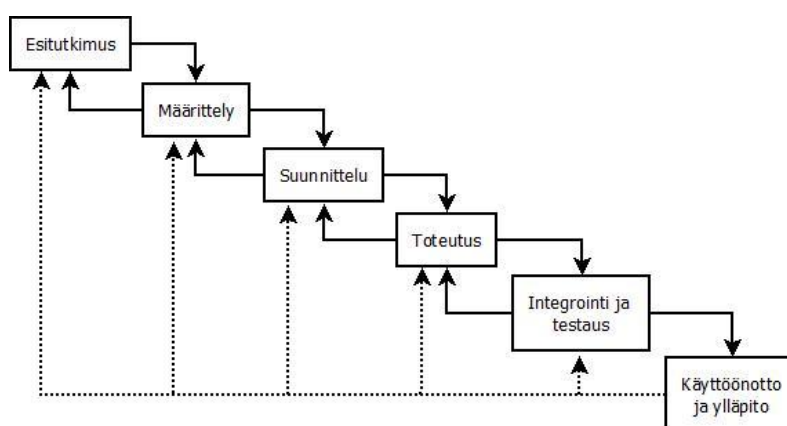 Esitutkimus
Määrittely
Suunnittelu
Toteutus
Integrointi ja
testaus
Käyttöönotto
ja ylläpito